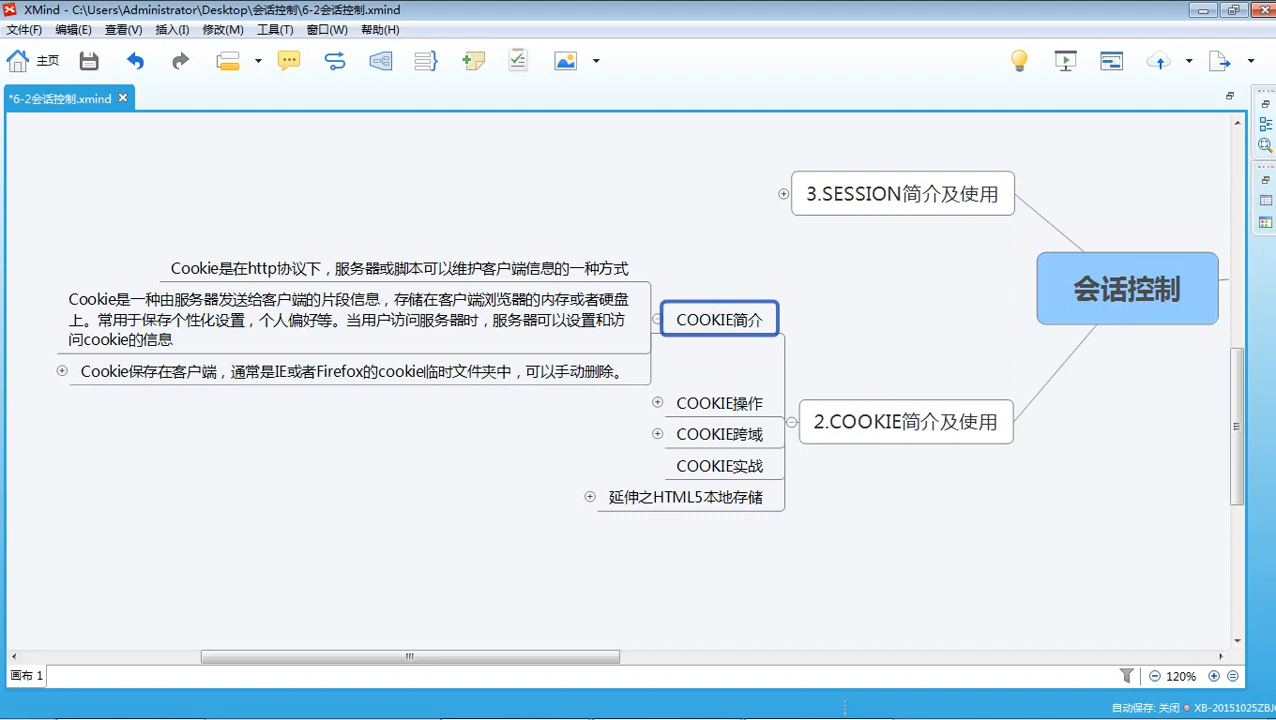 XMind - C:\Users\Administrator\Desktop\会话控制\6-2会话控制.xmind
文件(F) 编辑(E) 查看(V) 插入(I) 修改(M) 工具(T) 窗口(W) 帮助(H)
主页
*6-2会话控制.xmind
3.SESSION简介及使用
会话控制
Cookie是在http协议下，服务器或脚本可以维护客户端信息的一种方式
Cookie是一种由服务器发送给客户端的片段信息，存储在客户端浏览器的内存或者硬盘
上。常用于保存个性化设置，个人偏好等。当用户访问服务器时，服务器可以设置和访
问cookie的信息
COOKIE简介
Cookie保存在客户端，通常是IE或者Firefox的cookie临时文件夹中，可以手动删除。
COOKIE操作
2.COOKIE简介及使用
COOKIE跨域
COOKIE实战
延伸之HTML5本地存储
画布 1
120%
自动保存: 关闭